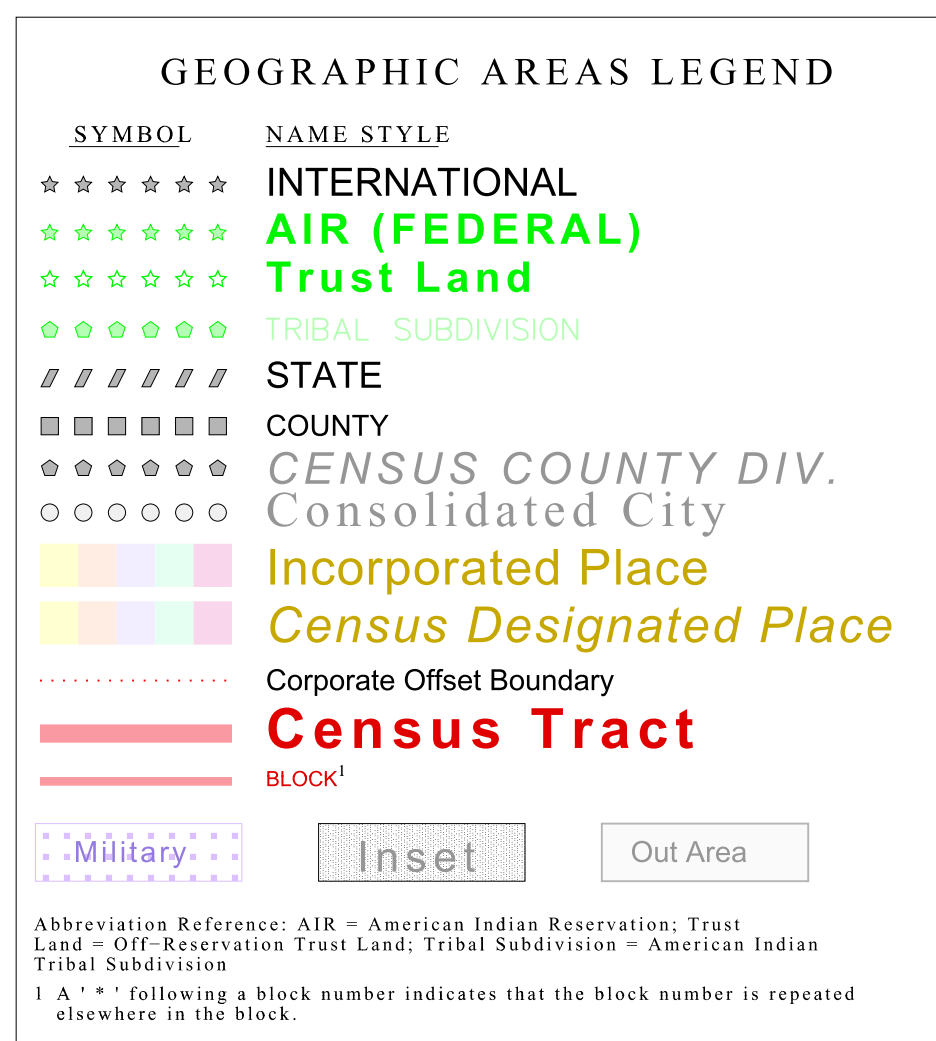 GEOGRAPHIC AREAS LEGEND
SYMBOL NAME STYLE
INTERNATIONAL
AIR (FEDERAL)
Trust Land
TRIBAL SUBDIVISION
STATE
COUNTY
CENSUS COUNTY DIV.
Consolidated City
Incorporated Place
Census Designated Place
Corporate Offset Boundary
Census Tract
BLOCK¹
Military Inset Out Area
Abbreviation Reference: AIR = American Indian Reservation; Trust
Land = Off−Reservation Trust Land; Tribal Subdivision = American Indian
Tribal Subdivision
1 A ' * ' following a block number indicates that the block number is repeated
elsewhere in the block.